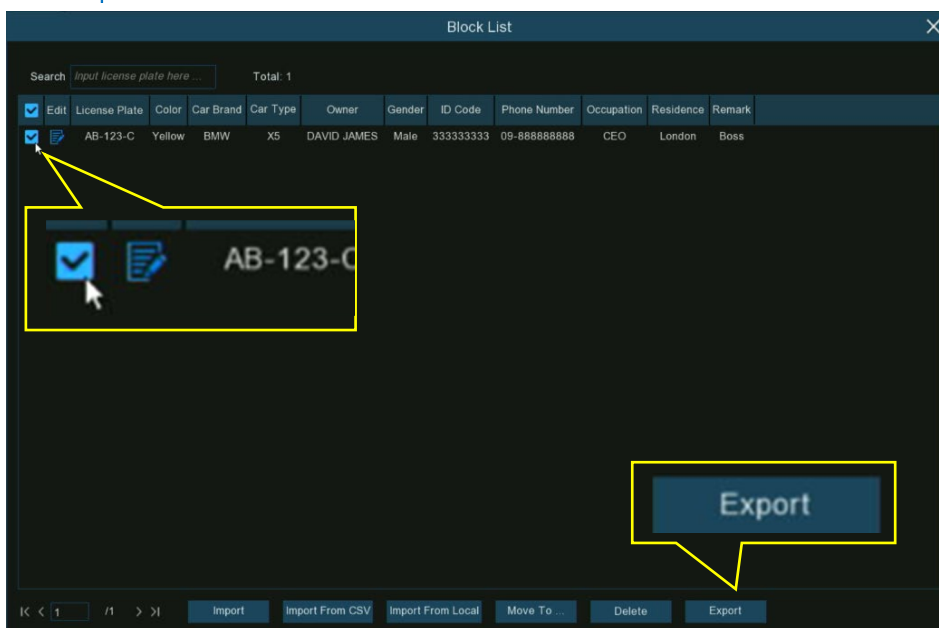 Block List
Search Input license plate here ... Total: 1
Edit License Plate Color Car Brand Car Type Owner Gender ID Code Phone Number Occupation Residence Remark
AB-123-C Yellow BMW X5 DAVID JAMES Male 333333333 09-888888888 CEO London Boss
AB-123-C
Export
1 /1 Import Import From CSV Import From Local Move To ... Delete Export